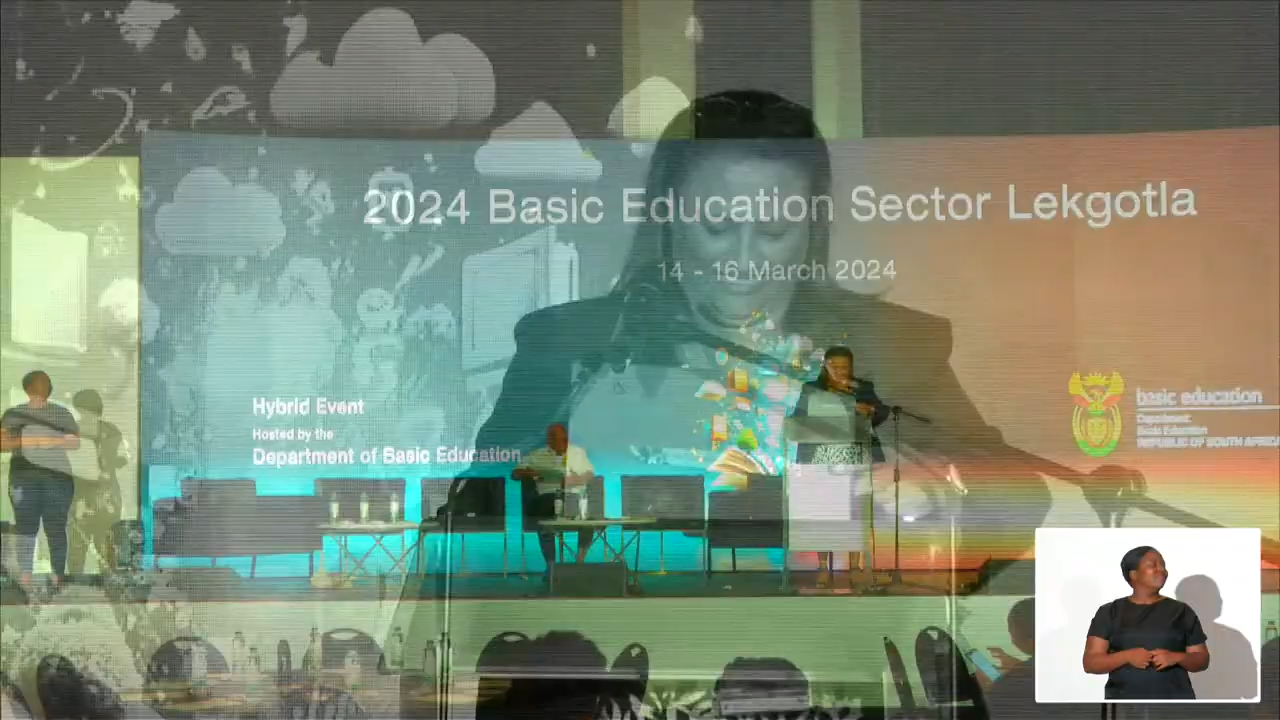 2024 Basic Education Sector Lekgotla
14 - 16 March 2024
Hybrid Event
Hosted by the
Department of Basic Education
basic education
Department:
Basic Education
REPUBLIC OF SOUTH AFRICA